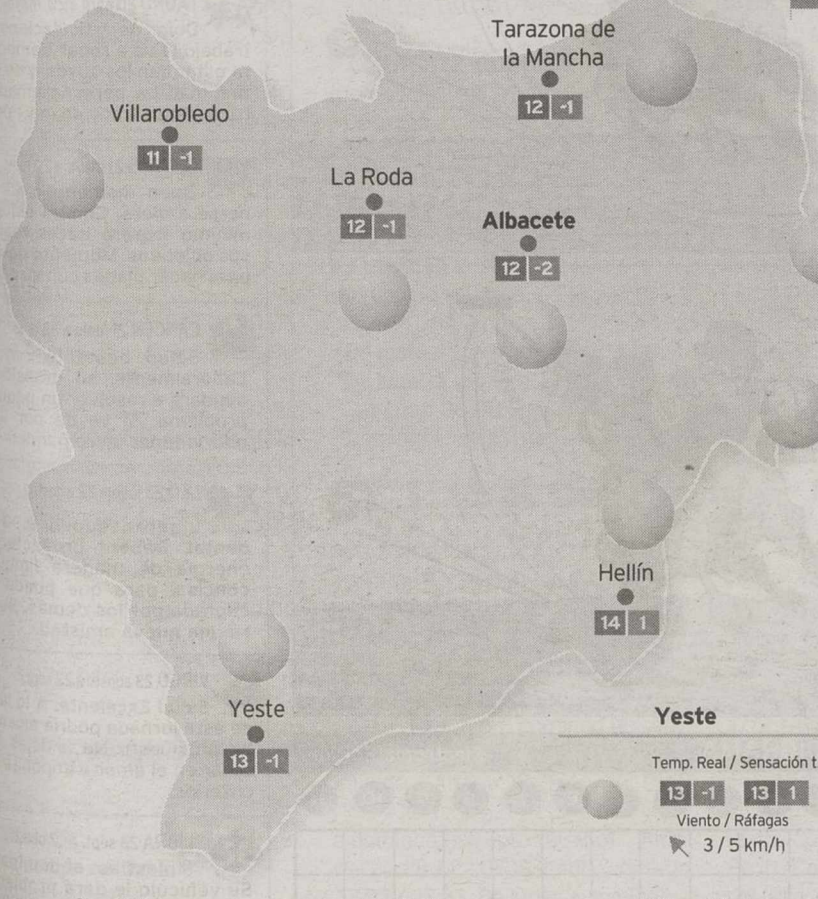 Tarazona de
la Mancha
12 -1
Villarobledo
11 -1
La Roda
12 -1
Albacete
12 -2
Hellín
14 1
Yeste
13 -1
Yeste
Temp. Real / Sensación t
13 -1 13 1
Viento / Ráfagas
3 / 5 km/h